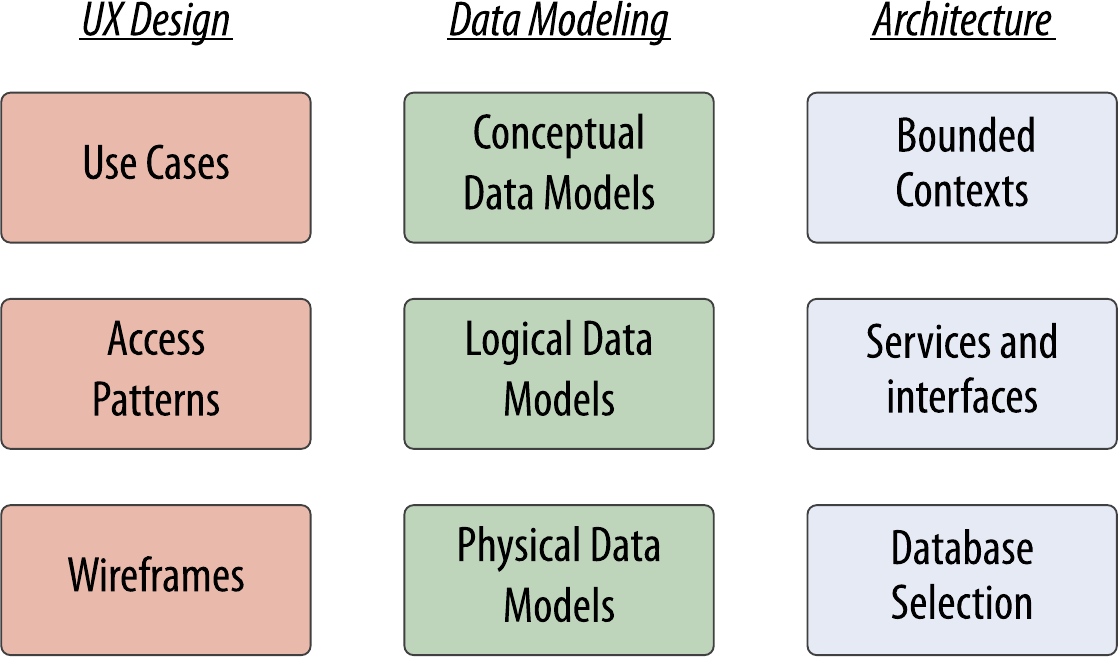 UX Design
Data Modeling
Architecture
Use Cases
Conceptual
Data Models
Bounded
Contexts
Access
Patterns
Logical Data
Models
Services and
interfaces
Wireframes
Physical Data
Models
Database
Selection